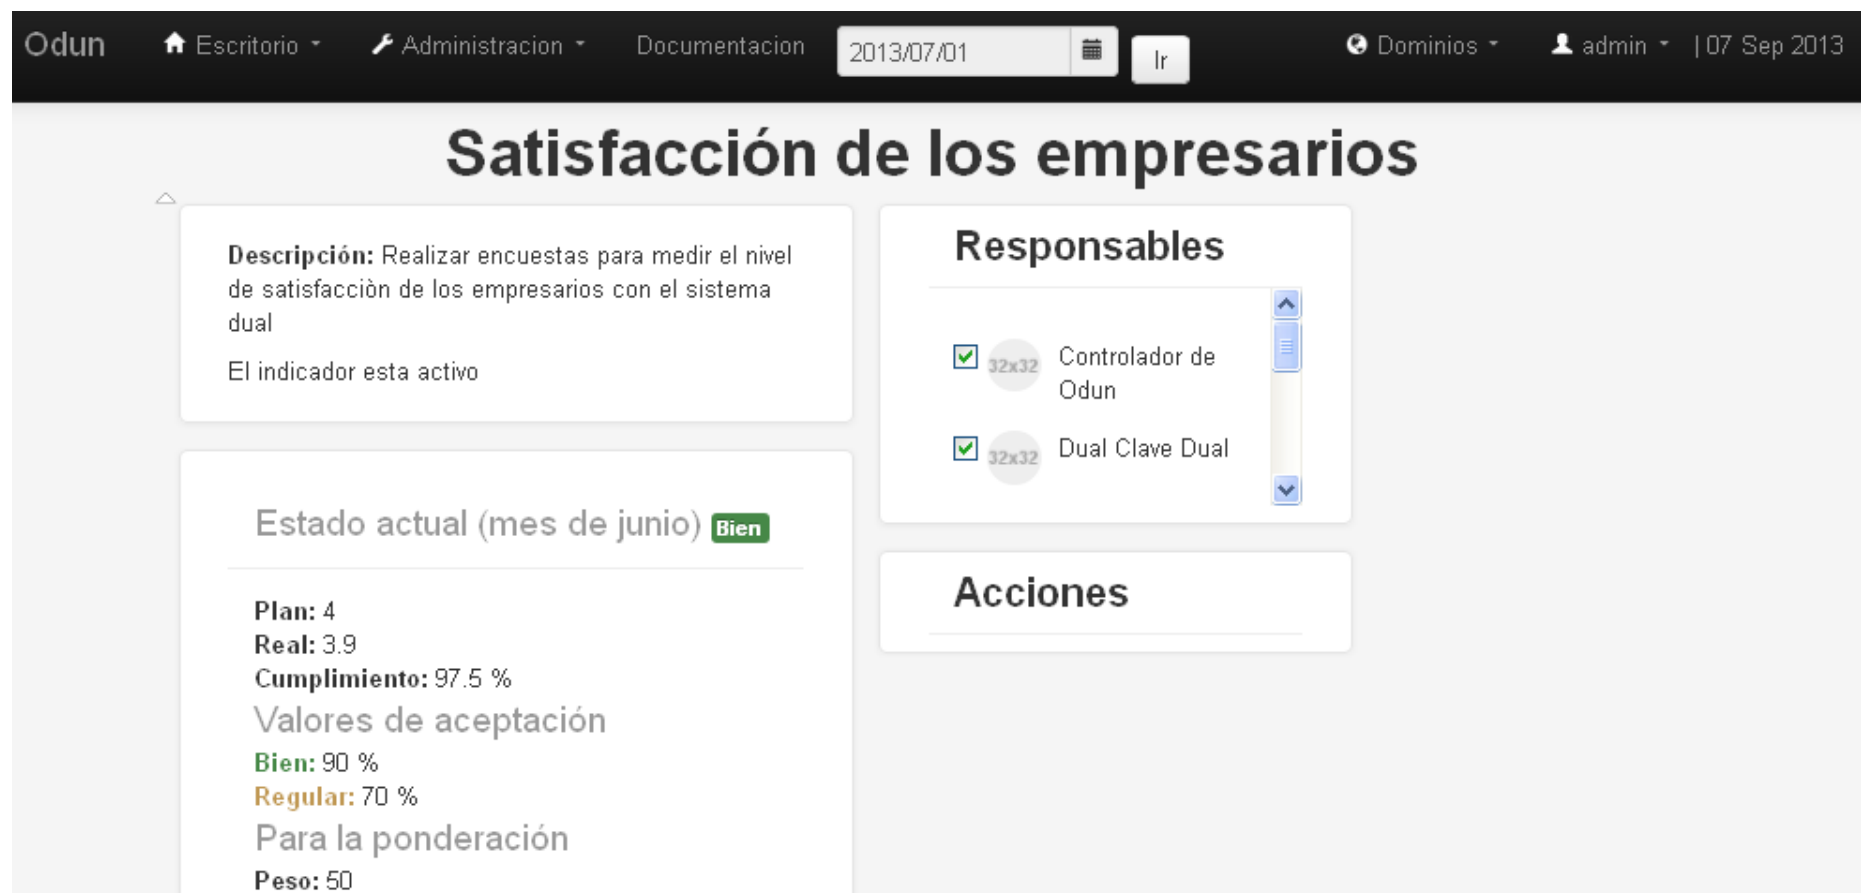 Odun Escritorio Administracion Documentacion 2013/07/01 Ir Dominios admin | 07 Sep 2013
Satisfacción de los empresarios
Descripción: Realizar encuestas para medir el nivel
de satisfacciòn de los empresarios con el sistema
dual
El indicador esta activo
Estado actual (mes de junio) Bien
Plan: 4
Real: 3.9
Cumplimiento: 97.5 %
Valores de aceptación
Bien: 90 %
Regular: 70 %
Para la ponderación
Peso: 50
Responsables
32x32 Controlador de
Odun
32x32 Dual Clave Dual
Acciones